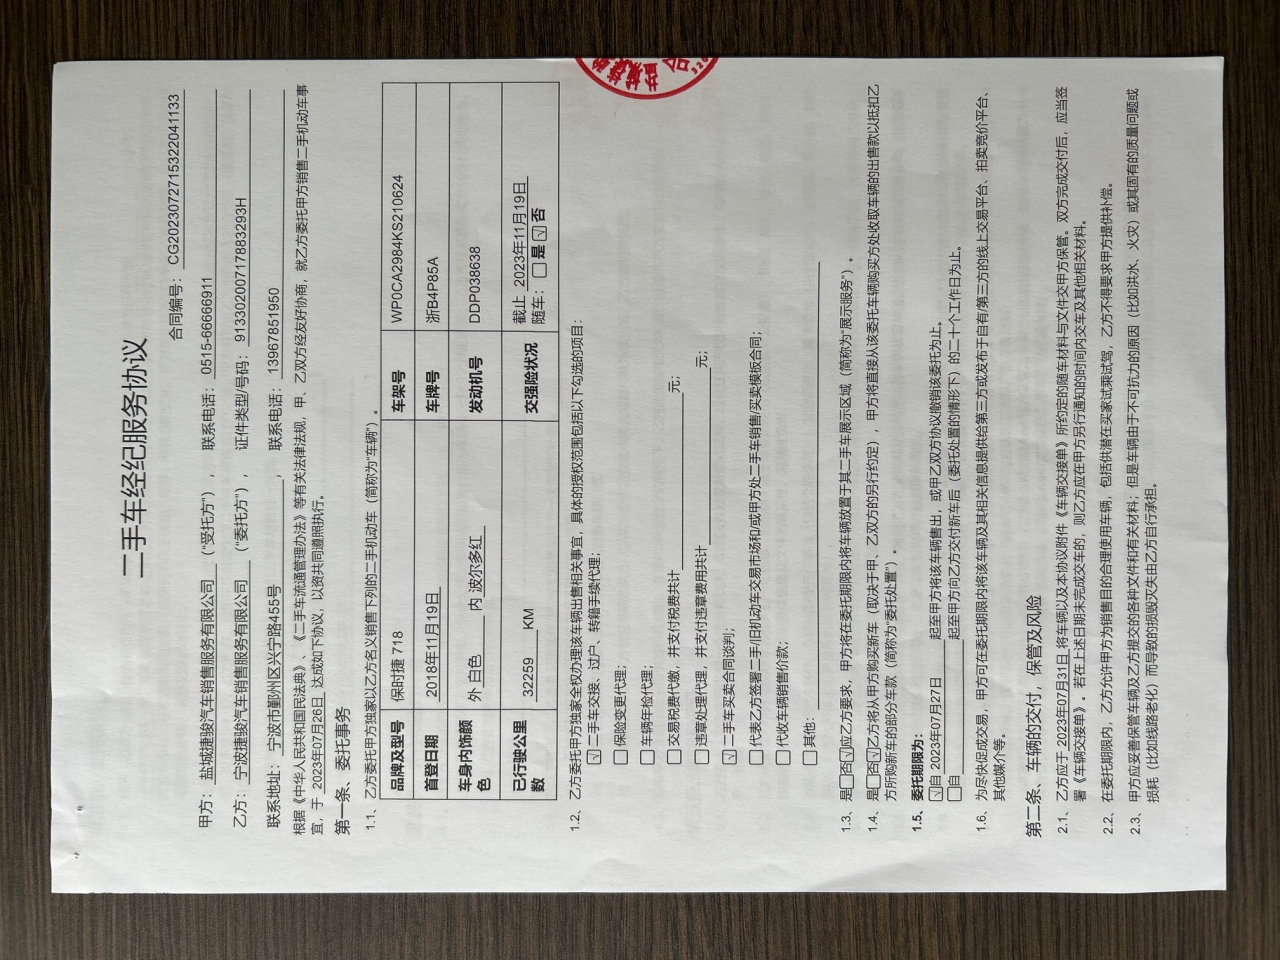 二手车经纪服务协议
合同编号：CG2023072715322041133
甲方：盐城捷骏汽车销售服务有限公司（“受托方”），联系电话：0515-66666911
乙方：宁波捷骏汽车销售服务有限公司（“委托方”），证件类型/号码：91330200717883293H
联系地址：宁波市鄞州区兴宁路455号，联系电话：13967851950
根据《中华人民共和国民法典》、《二手车流通管理办法》等有关法律法规，甲、乙双方经友好协商，就乙方委托甲方销售二手机动车事
宜，于 2023年07月26日 达成如下协议，以资共同遵照执行。
第一条、委托事务
1.1、乙方委托甲方独家以乙方名义销售下列的二手机动车（简称为“车辆”）。
品牌及型号 保时捷 718 车架号 WP0CA2984KS210624
首登日期 2018年11月19日 车牌号 浙B4P85A
车身内饰颜色 外 白色 内 波尔多红 发动机号 DDP038638
已行驶公里数 32259 KM 交强险状况 截止 2023年11月19日
随车：□是☑否
1.2、乙方委托甲方独家全权办理该车辆出售相关事宜，具体的授权范围包括以下勾选的项目：
☑二手车交接、过户、转籍手续代理；
□保险变更代理；
□车辆年检代理；
□交易税费代缴，并支付税费共计元；
□违章处理代理，并支付违章费用共计元；
☑二手车买卖合同谈判；
□代表乙方签署二手/旧机动车交易市场和/或甲方处二手车销售/买卖模板合同；
□代收车辆销售价款；
□其他：
1.3、是□否☑应乙方要求，甲方将在委托期限内将车辆放置于其二手车展示区域（简称为“展示服务”）。
1.4、是□否☑乙方将从甲方购买新车（取决于甲、乙双方的另行约定），甲方将直接从该委托车辆购买方处收取车辆的出售款以抵扣乙
方所购新车的部分车款（简称为“委托处置”）。
1.5、委托期限为：
☑自 2023年07月27日 起至甲方将该车辆售出，或甲乙双方协议撤销该委托为止。
□自 起至甲方向乙方交付新车后（委托处置的情形下）的二十个工作日为止。
1.6、为尽快促成交易，甲方可在委托期限内将该车辆及其相关信息提供给第三方或发布于自有/第三方的线上交易平台、拍卖竞价平台、
其他媒介等。
第二条、车辆的交付，保管及风险
2.1、乙方应于 2023年07月31日 将车辆以及本协议附件《车辆交接单》所约定的随车材料与文件交甲方保管。双方完成交付后，应当签
署《车辆交接单》。若在上述日期未完成交车的，则乙方应在甲方另行通知的时间内交车及其他相关材料。
2.2、在委托期限内，乙方允许甲方为销售目的合理使用车辆，包括供潜在买家试乘试驾，乙方不得要求甲方提供补偿。
2.3、甲方应妥善保管车辆及乙方提交的各种文件和有关材料；但是车辆由于不可抗力的原因（比如洪水、火灾）或其固有的质量问题或
损耗（比如线路老化）而导致的损毁灭失由乙方自行承担。